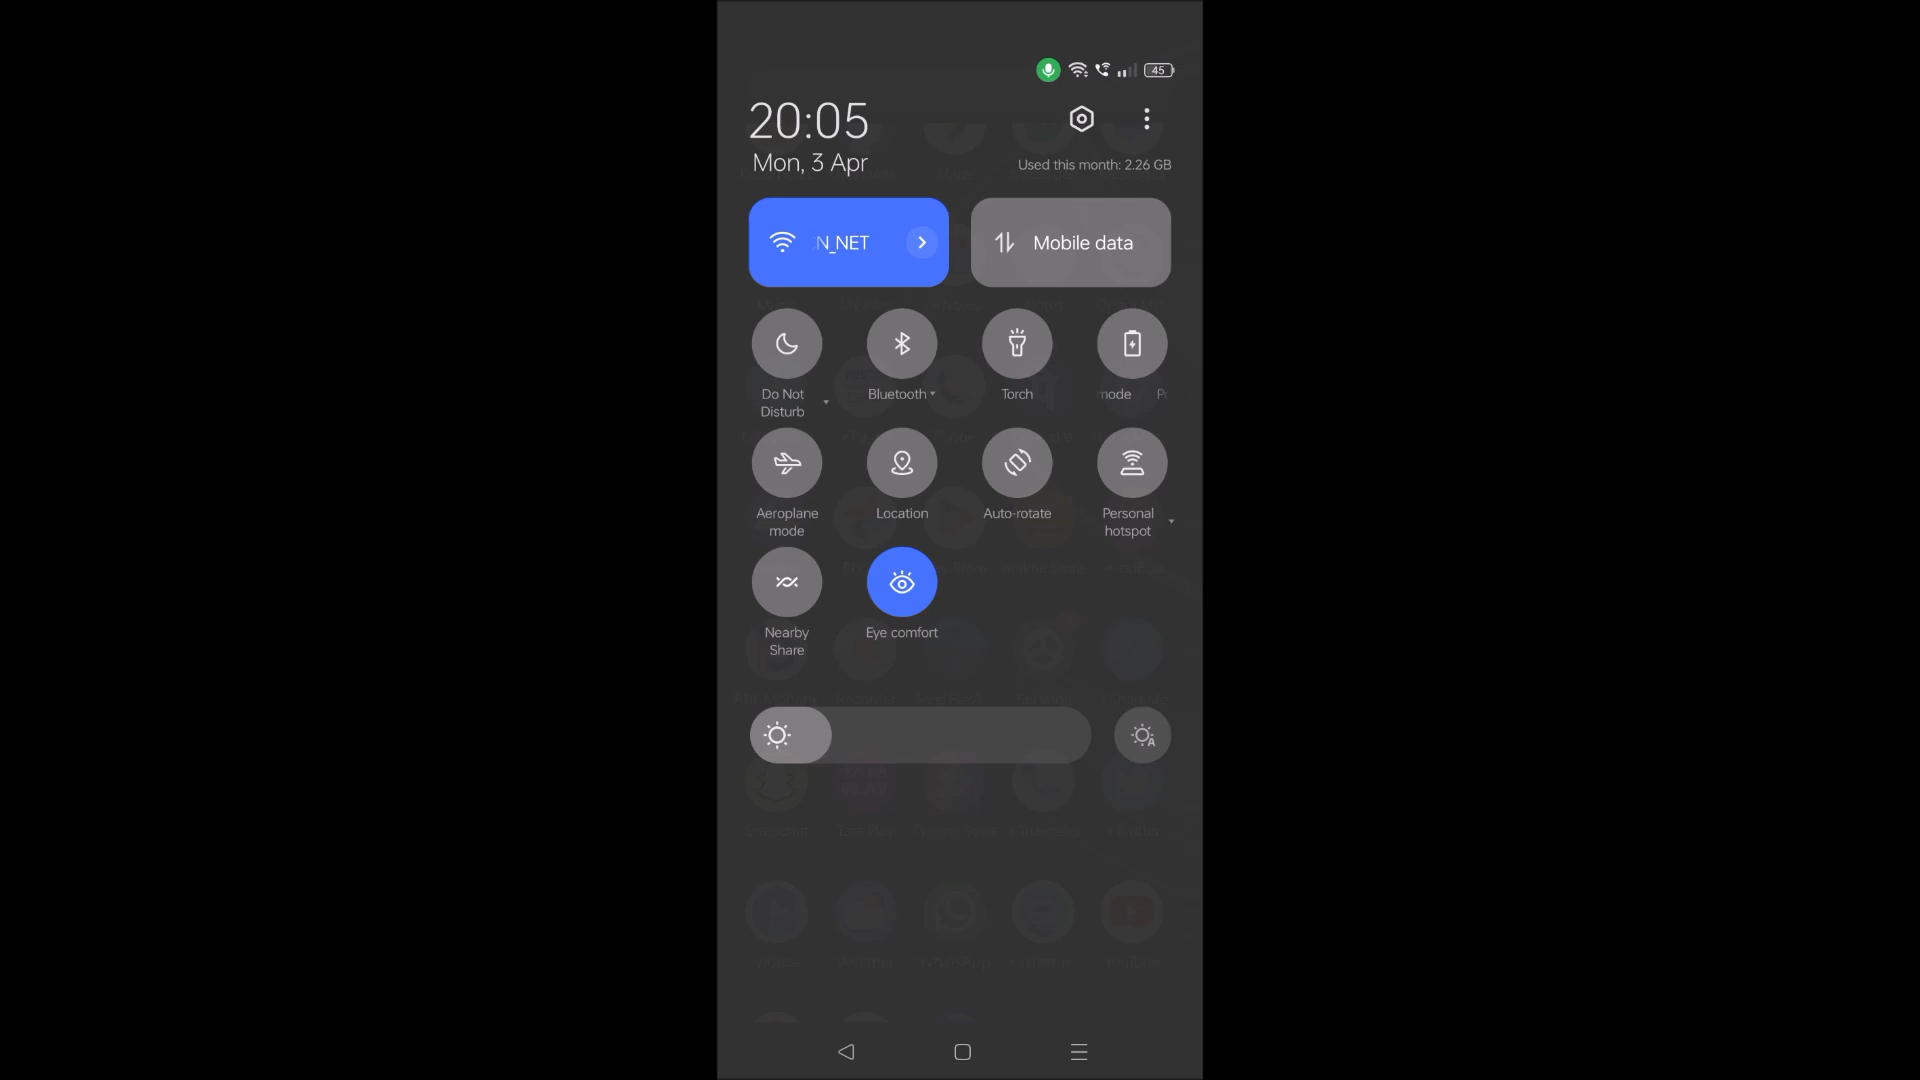 45
20:05
Mon, 3 Apr
Used this month: 2.26 GB
N_NET
Mobile data
Do Not
Disturb
Bluetooth
Torch
mode
Aeroplane
mode
Location
Auto-rotate
Personal
hotspot
Nearby
Share
Eye comfort
A